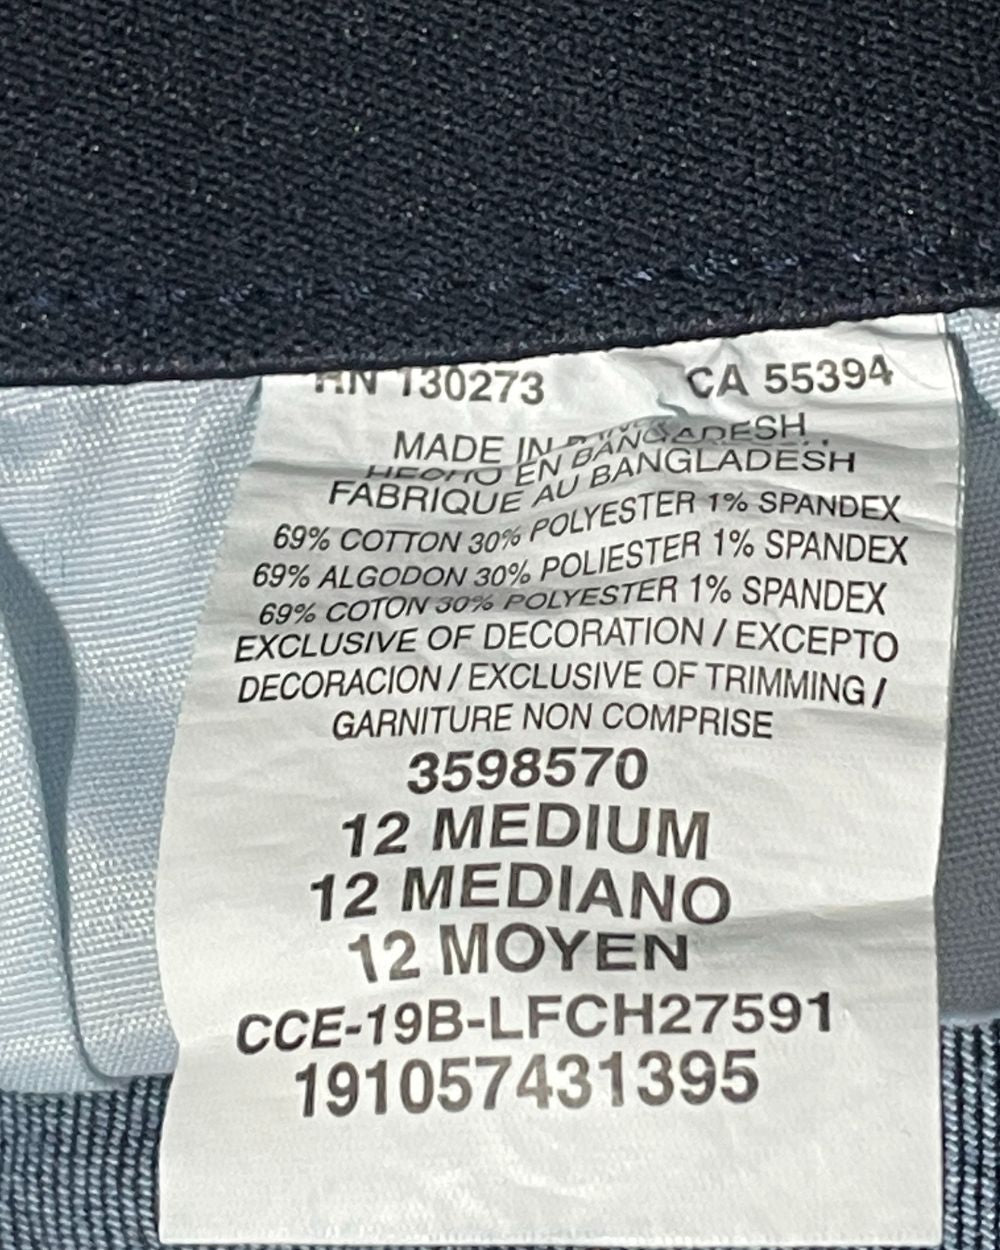 RN 130273 CA 55394
MADE IN BANGLADESH
HECHO EN BANGLADESH
FABRIQUE AU BANGLADESH
69% COTTON 30% POLYESTER 1% SPANDEX
69% ALGODON 30% POLIESTER 1% SPANDEX
69% COTON 30% POLYESTER 1% SPANDEX
EXCLUSIVE OF DECORATION / EXCEPTO
DECORACION / EXCLUSIVE OF TRIMMING /
GARNITURE NON COMPRISE
3598570
12 MEDIUM
12 MEDIANO
12 MOYEN
CCE-19B-LFCH27591
191057431395